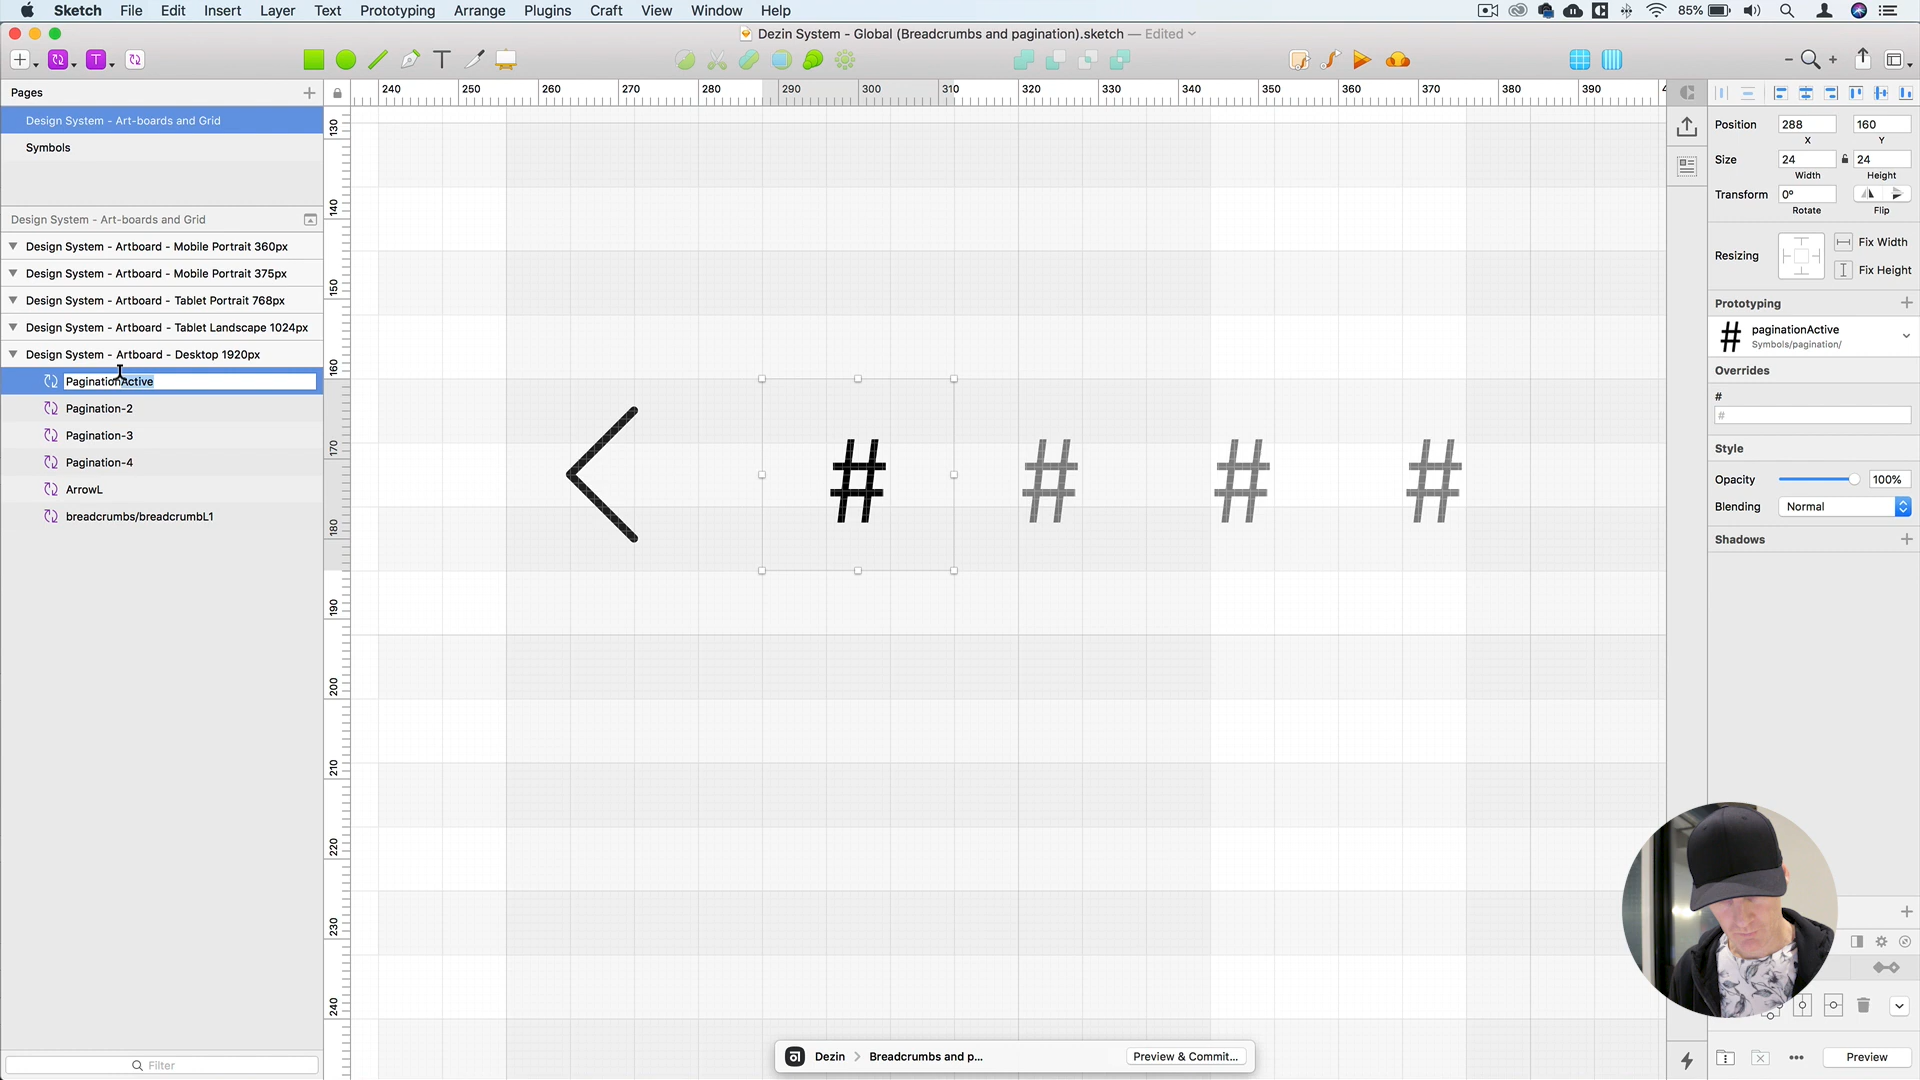 Sketch File Edit Insert Layer Text Prototyping Arrange Plugins Craft View Window Help
85%
Dezin System - Global (Breadcrumbs and pagination).sketch — Edited
Pages
Design System - Art-boards and Grid
Symbols
Design System - Art-boards and Grid
Design System - Artboard - Mobile Portrait 360px
Design System - Artboard - Mobile Portrait 375px
Design System - Artboard - Tablet Portrait 768px
Design System - Artboard - Tablet Landscape 1024px
Design System - Artboard - Desktop 1920px
PaginationActive
Pagination-2
Pagination-3
Pagination-4
ArrowL
breadcrumbs/breadcrumbL1
Filter
240 250 260 270 280 290 300 310 320 330 340 350 360 370 380 390 4
130
140
150
160
170
180
190
200
210
220
230
240
# # # #
Position 288 160
X Y
Size 24 24
Width Height
Transform 0°
Rotate Flip
Resizing
Fix Width
Fix Height
Prototyping
# paginationActive
Symbols/pagination/
Overrides
#
#
Style
Opacity 100%
Blending Normal
Shadows
Dezin > Breadcrumbs and p...
Preview & Commit...
Preview